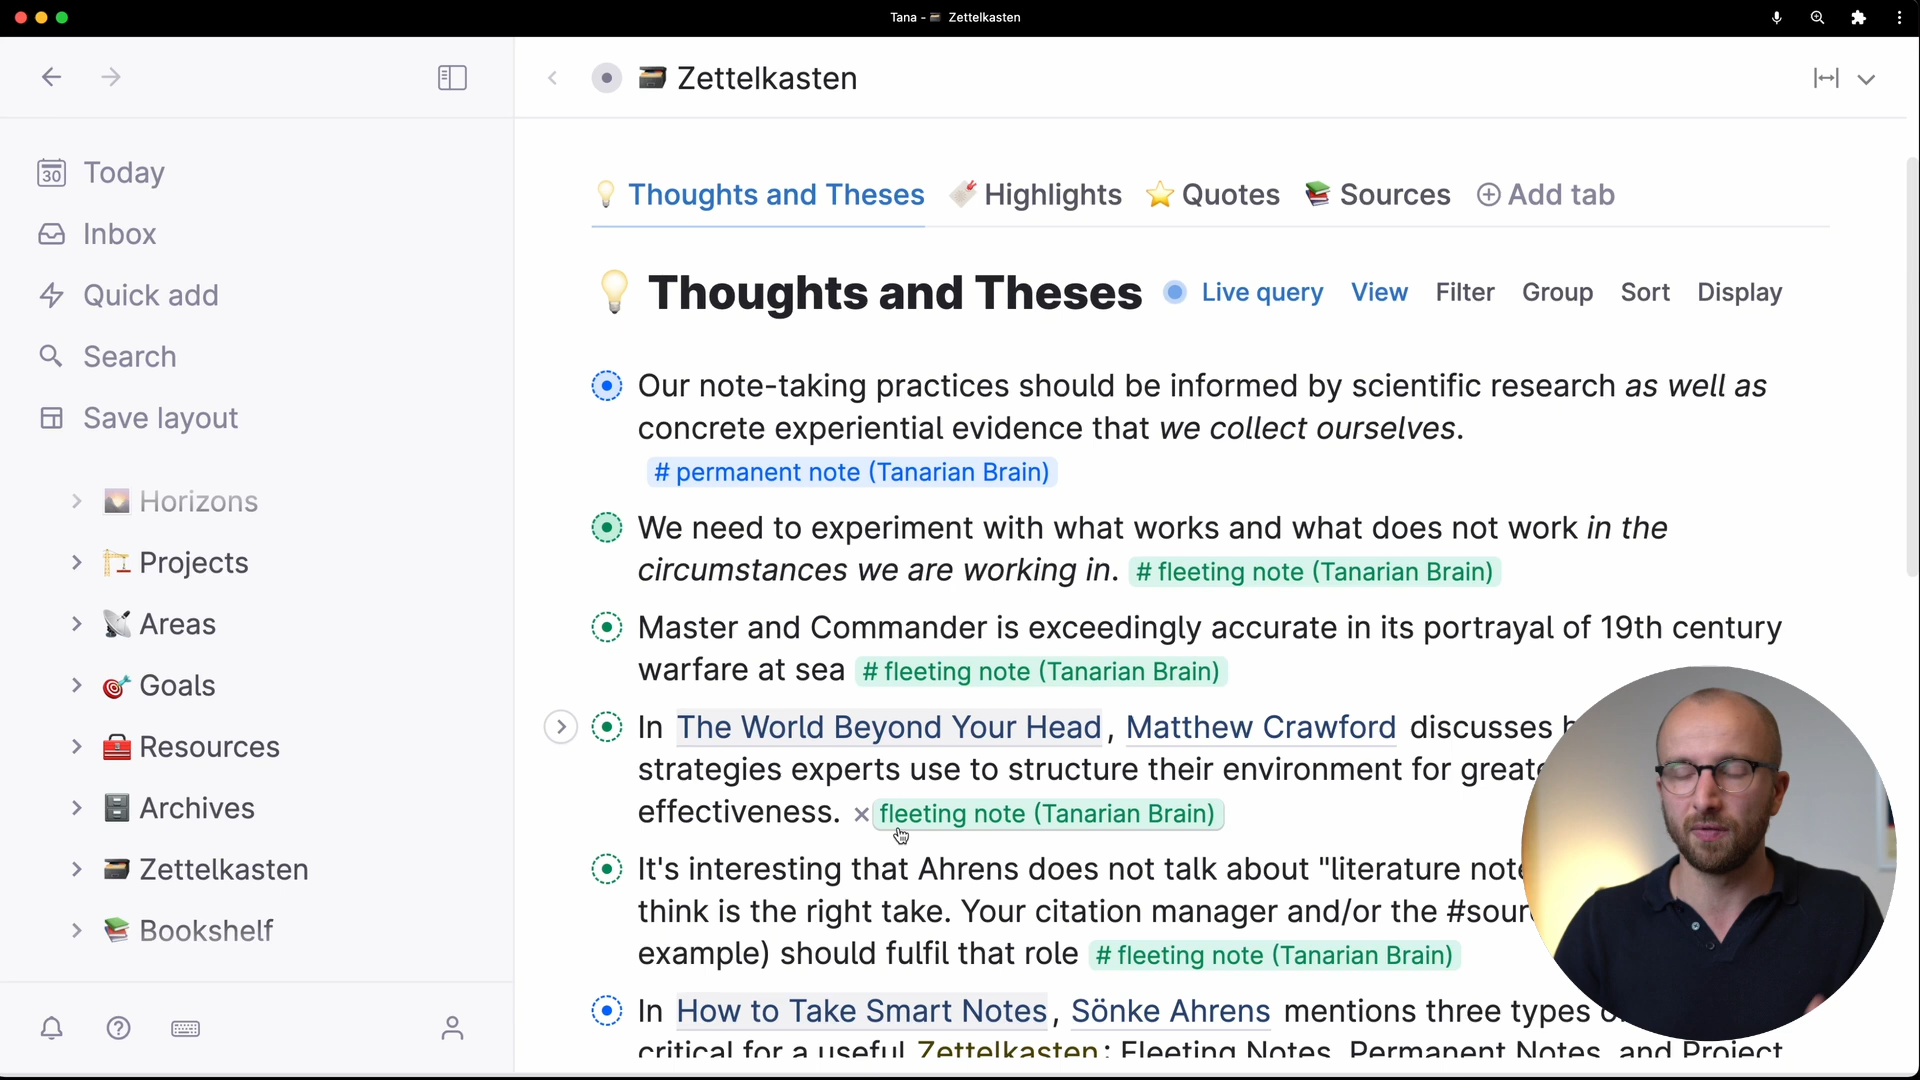 Tana - Zettelkasten
Zettelkasten
30 Today
Inbox
Quick add
Search
Save layout
Horizons
Projects
Areas
Goals
Resources
Archives
Zettelkasten
Bookshelf
Thoughts and Theses Highlights Quotes Sources Add tab
Thoughts and Theses Live query View Filter Group Sort Display
Our note-taking practices should be informed by scientific research as well as
concrete experiential evidence that we collect ourselves.
# permanent note (Tanarian Brain)
We need to experiment with what works and what does not work in the
circumstances we are working in. # fleeting note (Tanarian Brain)
Master and Commander is exceedingly accurate in its portrayal of 19th century
warfare at sea # fleeting note (Tanarian Brain)
In The World Beyond Your Head, Matthew Crawford discusses
strategies experts use to structure their environment for
effectiveness. × fleeting note (Tanarian Brain)
It's interesting that Ahrens does not talk about "literature
think is the right take. Your citation manager and/or the
example) should fulfil that role # fleeting note (Tanarian Brain)
In How to Take Smart Notes, Sönke Ahrens mentions three types
critical for a useful Zettelkasten: Fleeting Notes, Permanent Notes, and Project